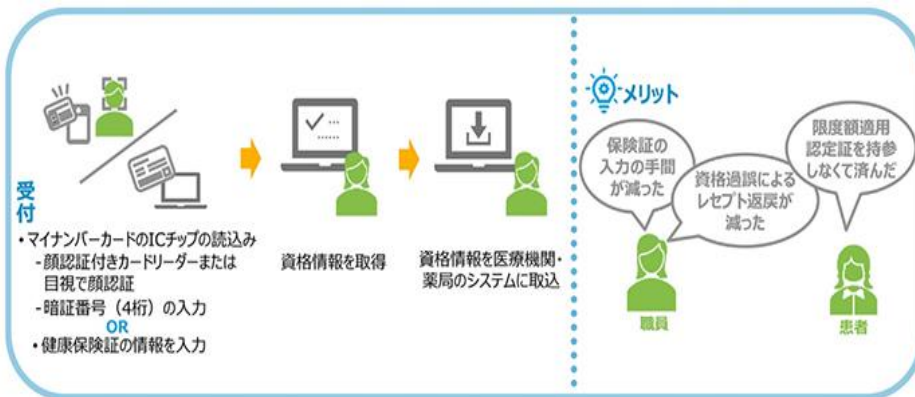 受付
・マイナンバーカードのICチップの読込み
-顔認証付きカードリーダーまたは
目視で顔認証
-暗証番号（4桁）の入力
OR
・健康保険証の情報を入力
資格情報を取得
資格情報を医療機関・
薬局のシステムに取込
メリット
保険証の
入力の手間
が減った
資格過誤による
レセプト返戻が
減った
限度額適用
認定証を持参
しなくて済んだ
職員
患者